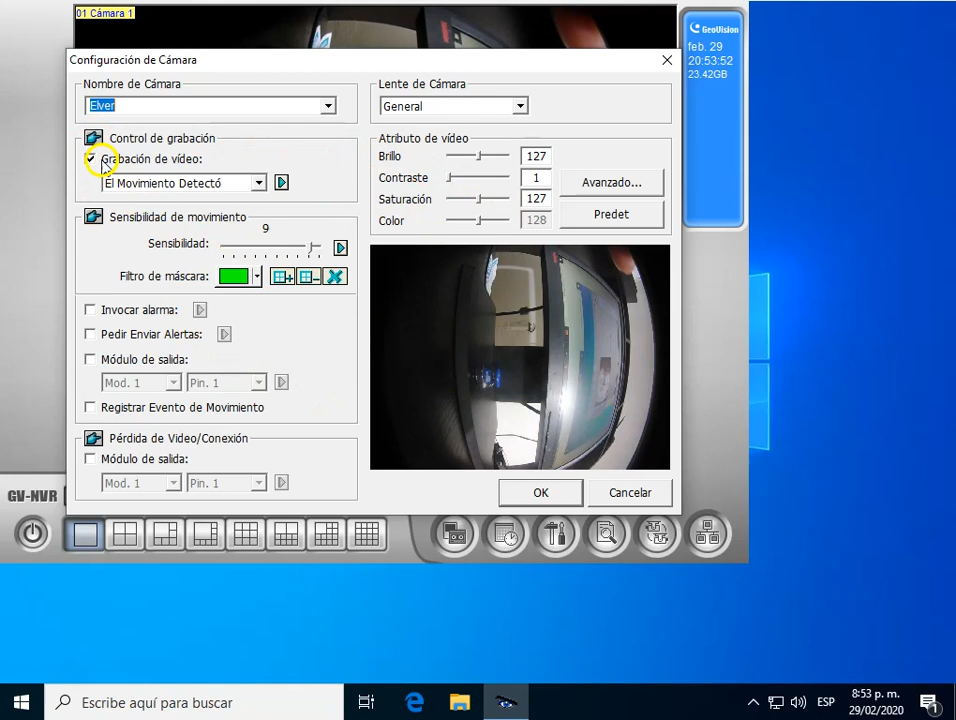 01 Cámara 1
GeoVision
feb. 29
20:53:52
23.42GB
Configuración de Cámara
Nombre de Cámara
Elver
Control de grabación
Grabación de vídeo:
El Movimiento Detectó
Sensibilidad de movimiento
9
Sensibilidad:
Filtro de máscara:
Invocar alarma:
Pedir Enviar Alertas:
Módulo de salida:
Mod. 1
Pin. 1
Registrar Evento de Movimiento
Pérdida de Video/Conexión
Módulo de salida:
Mod. 1
Pin. 1
Lente de Cámara
General
Atributo de vídeo
Brillo
127
Contraste
1
Saturación
127
Color
128
Avanzado...
Predet
OK
Cancelar
GV-NVR
Escribe aquí para buscar
ESP
8:53 p. m.
29/02/2020
1